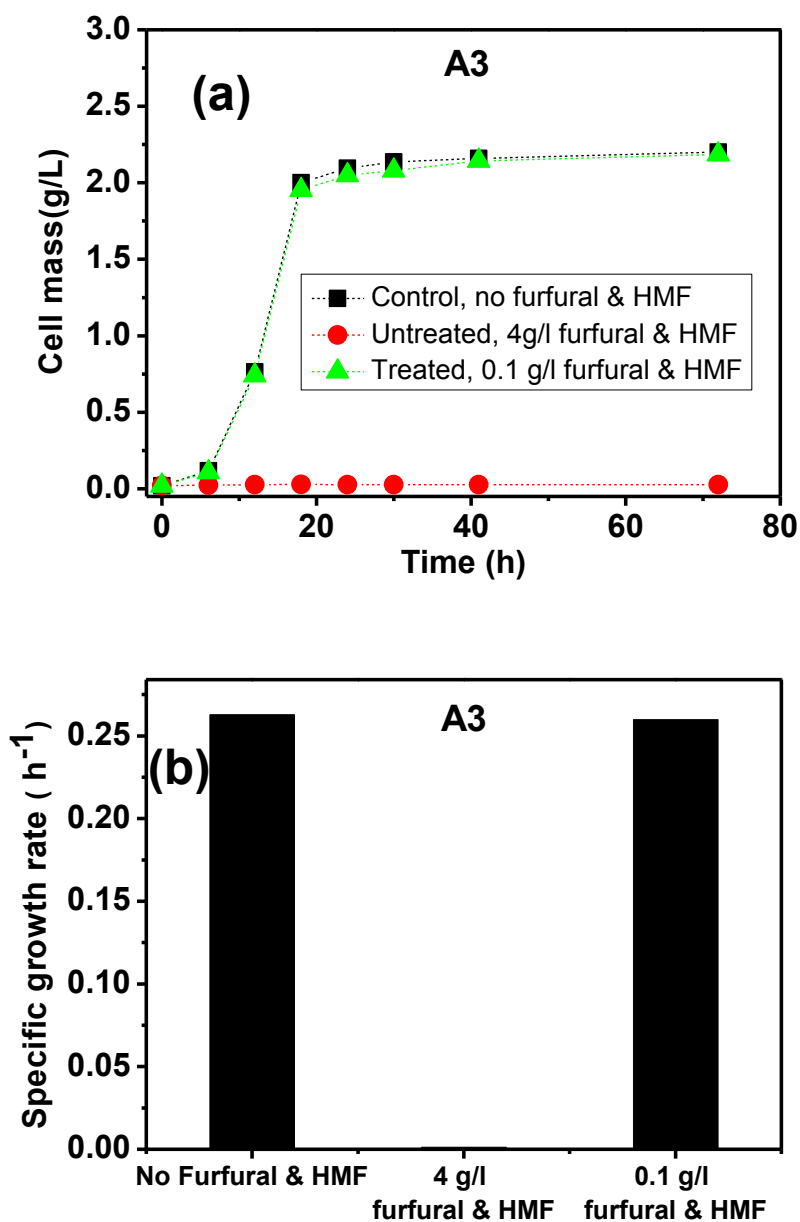 3.0
A3
(a)
2.5
2.0
Cell mass(g/L)
1.5
Control, no furfural & HMF
Untreated, 4g/l furfural & HMF
Treated, 0.1 g/l furfural & HMF
1.0
0.5
0.0
0 20 40 60 80
Time (h)
A3
(b)
0.25
0.20
Specific growth rate ( h-1)
0.15
0.10
0.05
0.00
No Furfural & HMF 4 g/l 0.1 g/l
furfural & HMF furfural & HMF